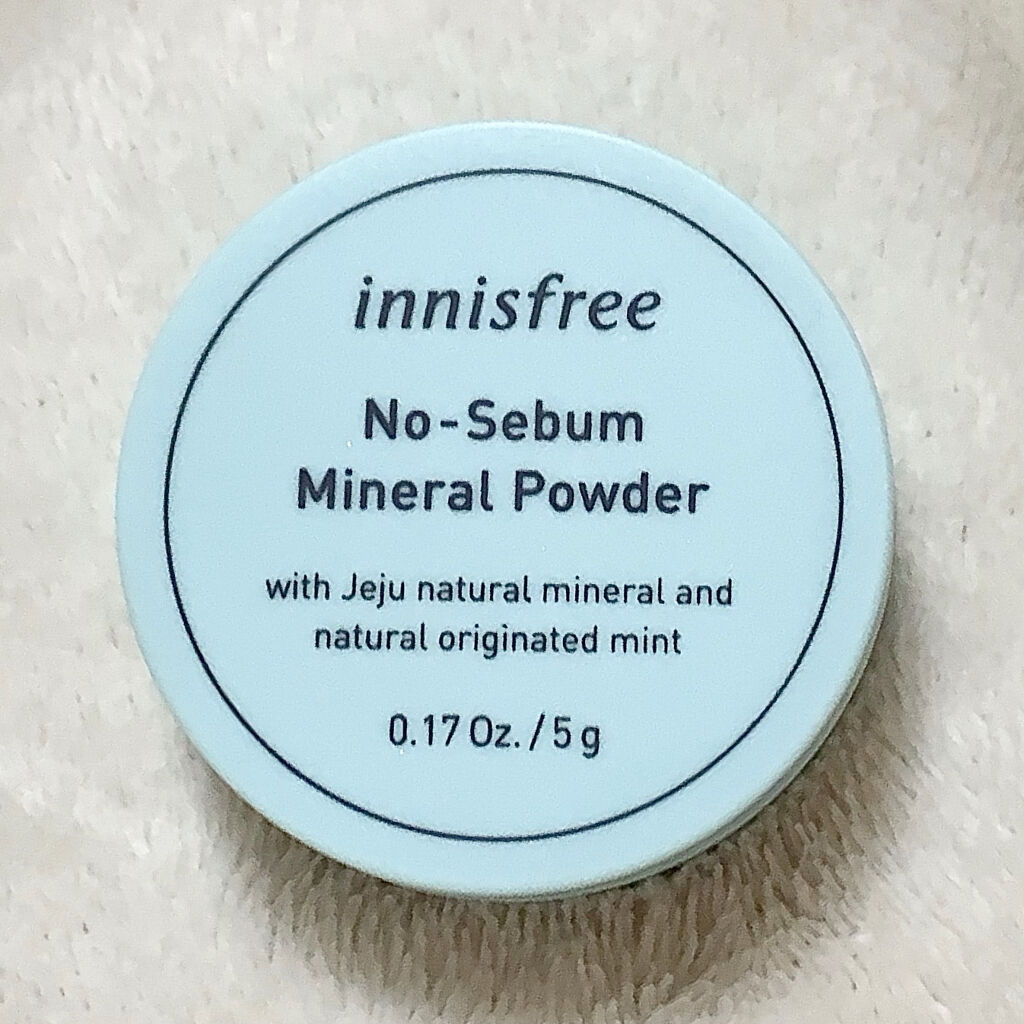 innisfree
No-Sebum
Mineral Powder
with Jeju natural mineral and
natural originated mint
0.17 Oz. / 5 g